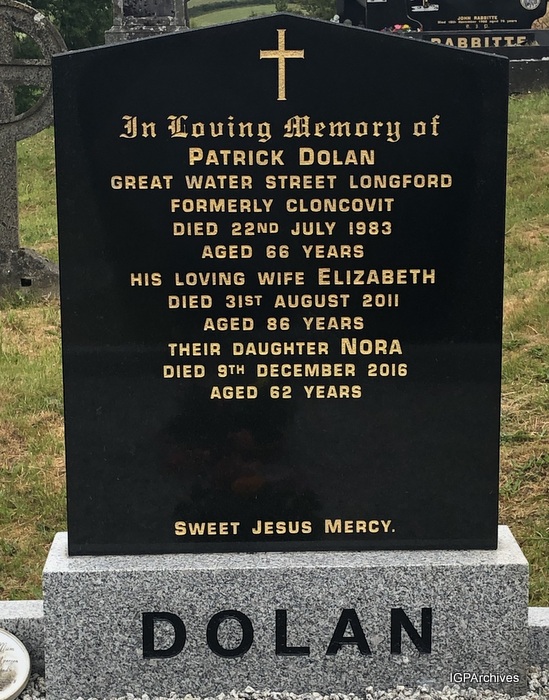 JOHN RABBITTE
R.I.P.
RABBITTE
In Loving Memory of
PATRICK DOLAN
GREAT WATER STREET LONGFORD
FORMERLY CLONCOVIT
DIED 22ND JULY 1983
AGED 66 YEARS
HIS LOVING WIFE ELIZABETH
DIED 31ST AUGUST 2011
AGED 86 YEARS
THEIR DAUGHTER NORA
DIED 9TH DECEMBER 2016
AGED 62 YEARS
SWEET JESUS MERCY.
DOLAN
IGPArchives